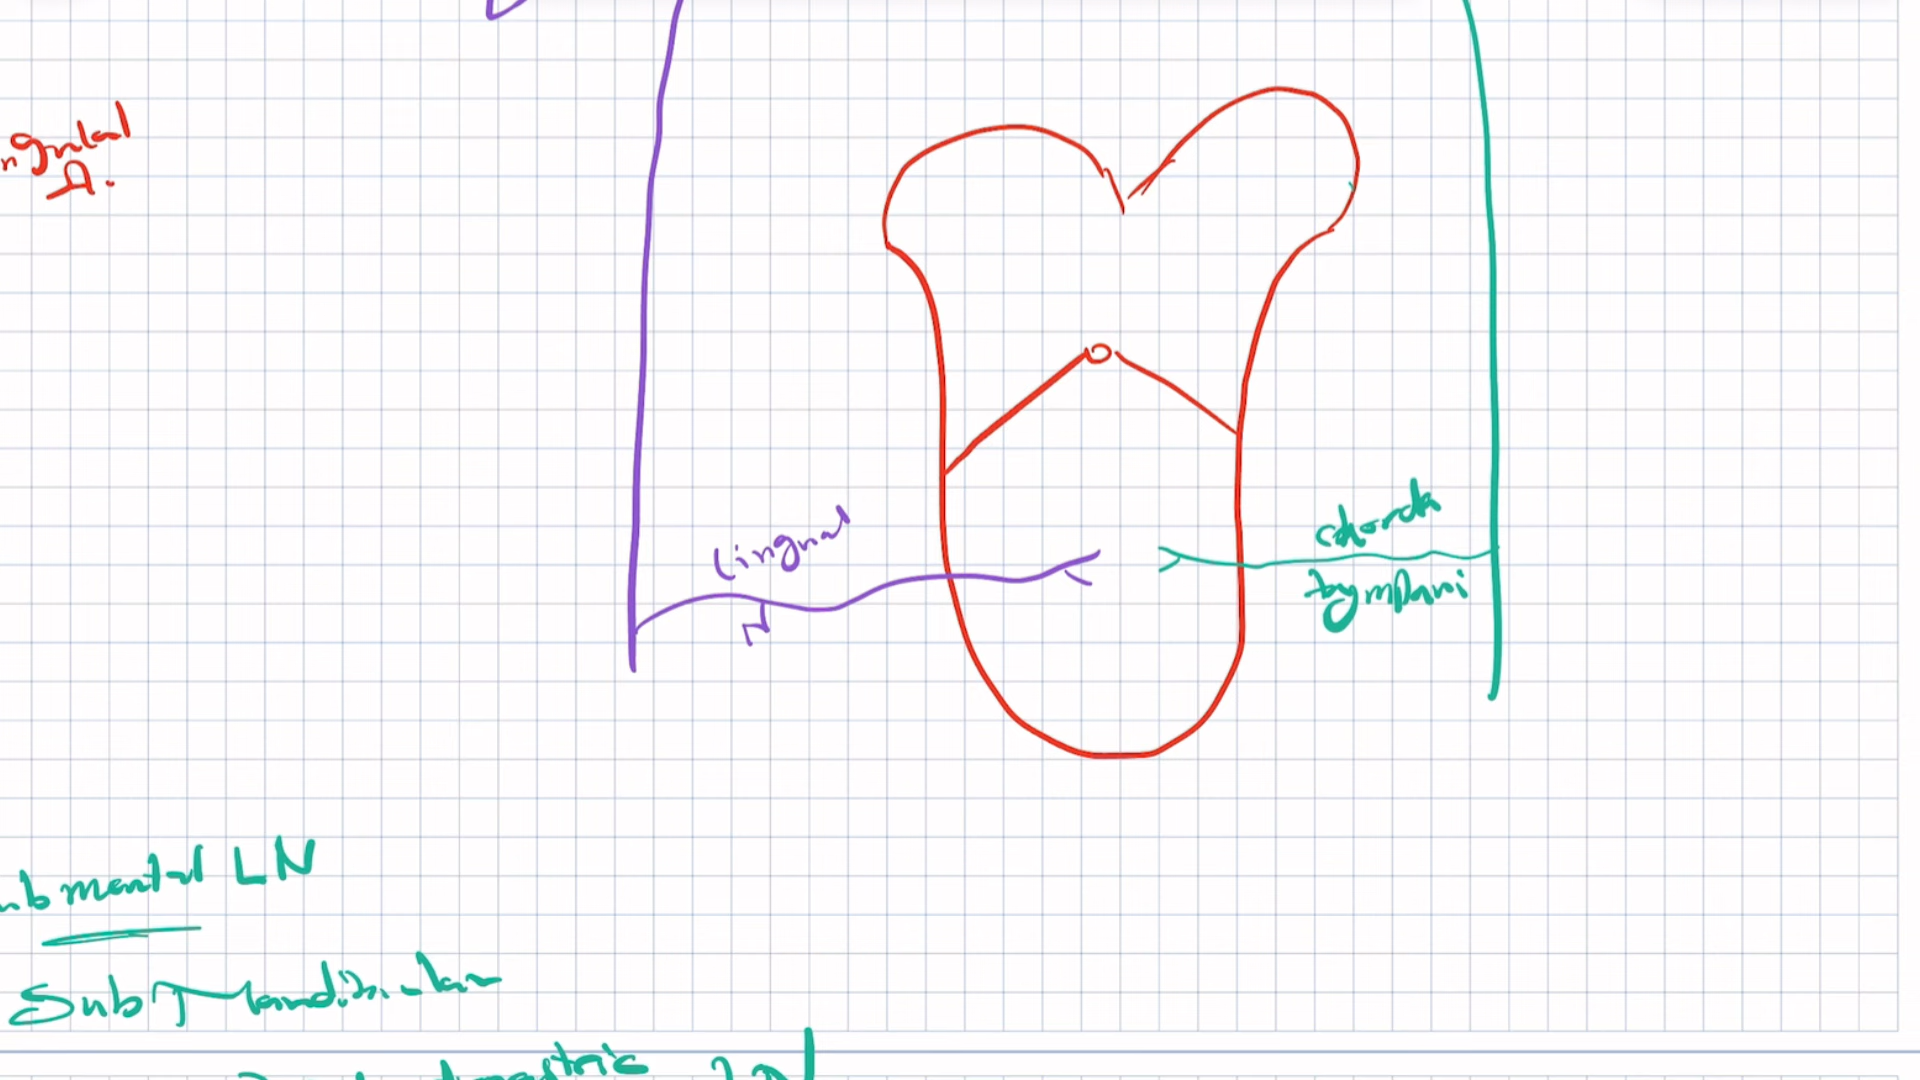 A.
Lingual
N
chorda
tympani
submental LN
SubMandibular